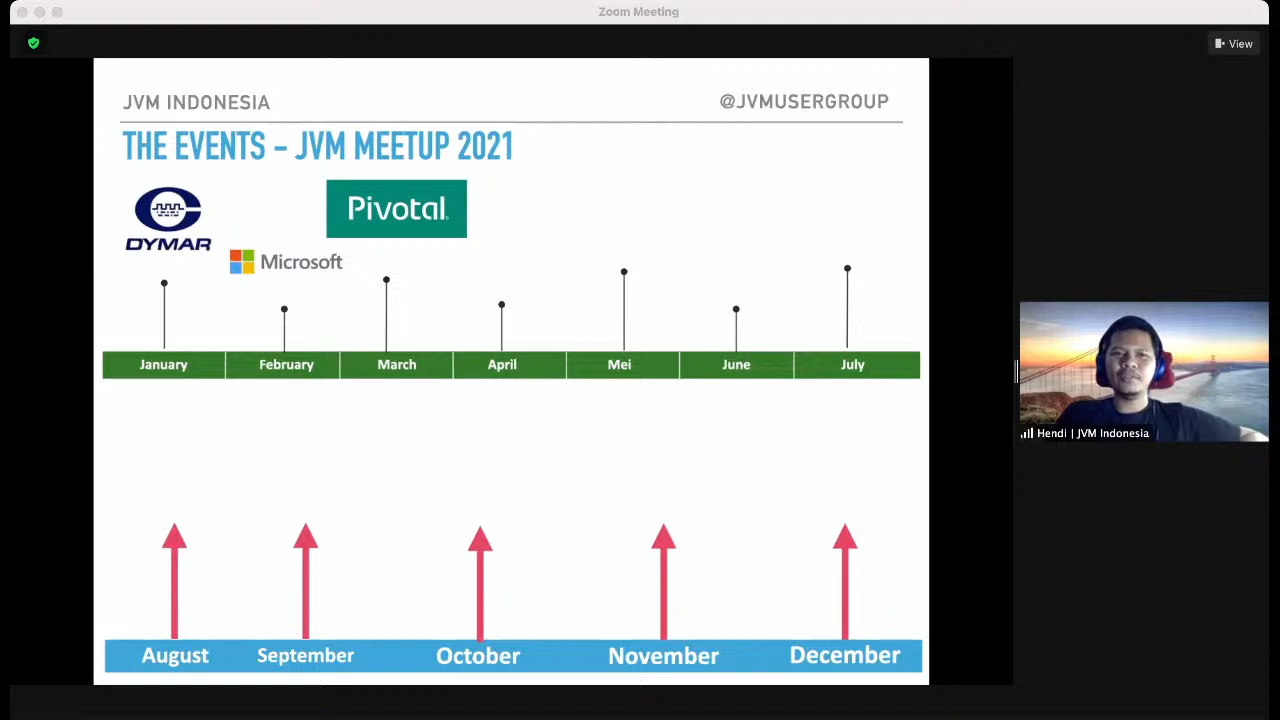 Zoom Meeting
View
JVM INDONESIA
@JVMUSERGROUP
THE EVENTS - JVM MEETUP 2021
DYMAR
Pivotal.
Microsoft
January
February
March
April
Mei
June
July
Hendi | JVM Indonesia
August
September
October
November
December